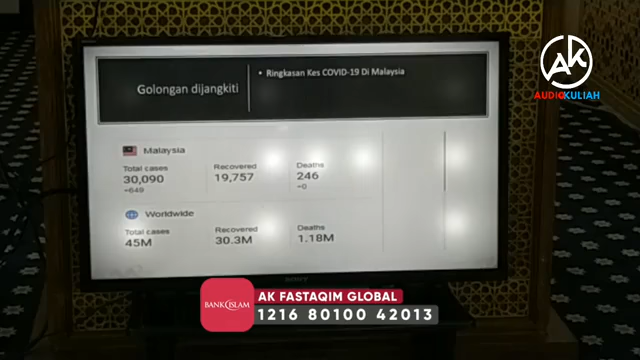 AK
AUDIOKULIAH
Golongan dijangkiti
• Ringkasan Kes COVID-19 Di Malaysia
Malaysia
Total cases
30,090
+649
Recovered
19,757
Deaths
246
+0
Worldwide
Total cases
45M
Recovered
30.3M
Deaths
1.18M
SONY
BANK ISLAM
AK FASTAQIM GLOBAL
1216 80100 42013